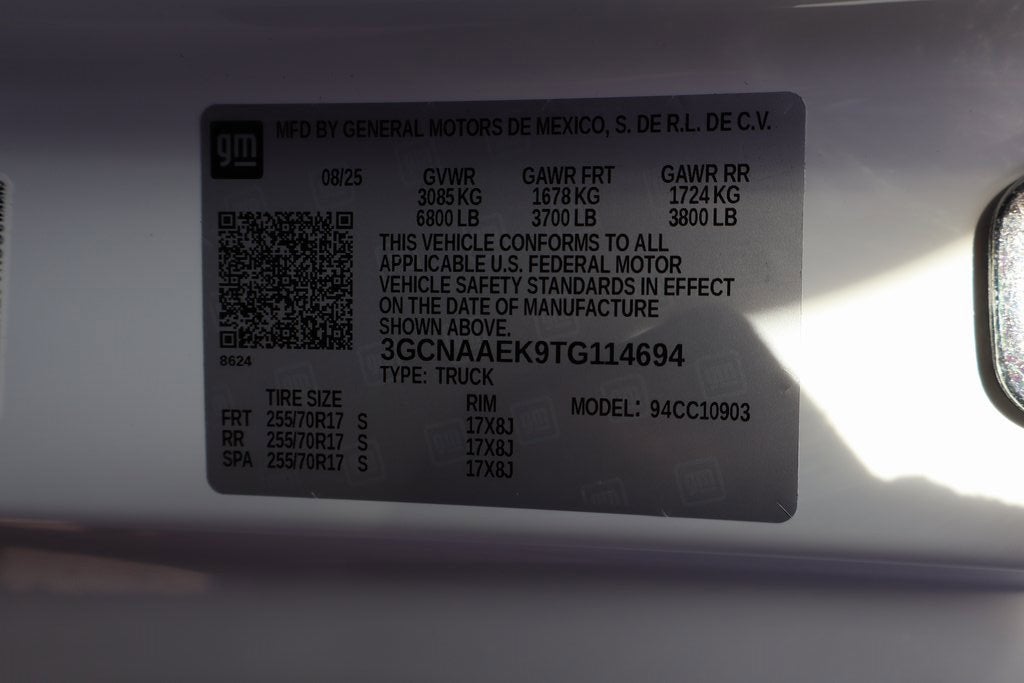 gm MFD BY GENERAL MOTORS DE MEXICO, S. DE R.L. DE C.V.
08/25 GVWR GAWR FRT GAWR RR
3085 KG 1678 KG 1724 KG
6800 LB 3700 LB 3800 LB
THIS VEHICLE CONFORMS TO ALL
APPLICABLE U.S. FEDERAL MOTOR
VEHICLE SAFETY STANDARDS IN EFFECT
ON THE DATE OF MANUFACTURE
SHOWN ABOVE.
8624
3GCNAAEK9TG114694
TYPE: TRUCK
TIRE SIZE RIM MODEL: 94CC10903
FRT 255/70R17 S 17X8J
RR 255/70R17 S 17X8J
SPA 255/70R17 S 17X8J